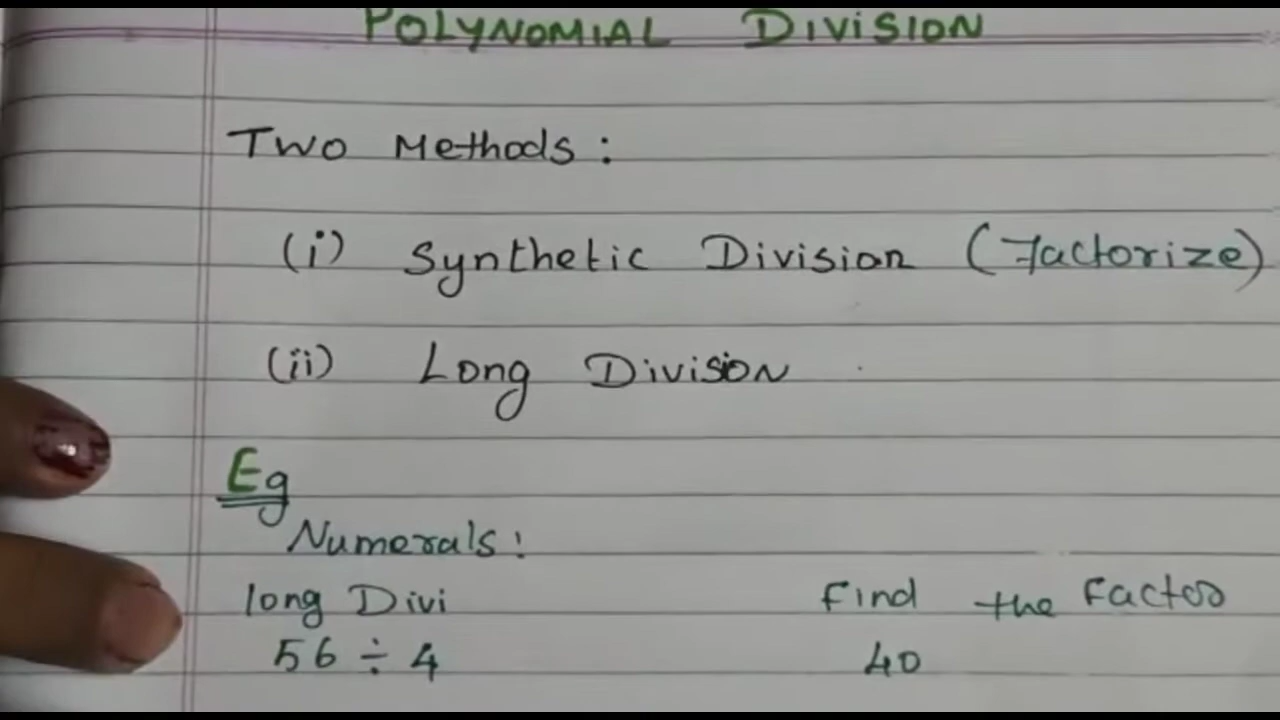 POLYNOMIAL DIVISION
Two Methods :
(i) Synthetic Division (Factorize)
(ii) Long Division
Eg
Numerals :
long Divi Find the Factor
56 ÷ 4 40